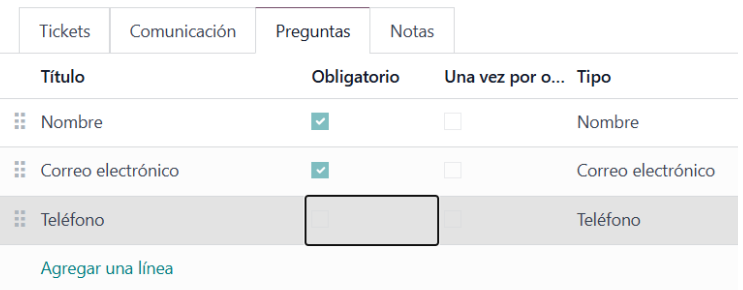 Tickets Comunicación Preguntas Notas
Título Obligatorio Una vez por o... Tipo
Nombre Nombre
Correo electrónico Correo electrónico
Teléfono Teléfono
Agregar una línea